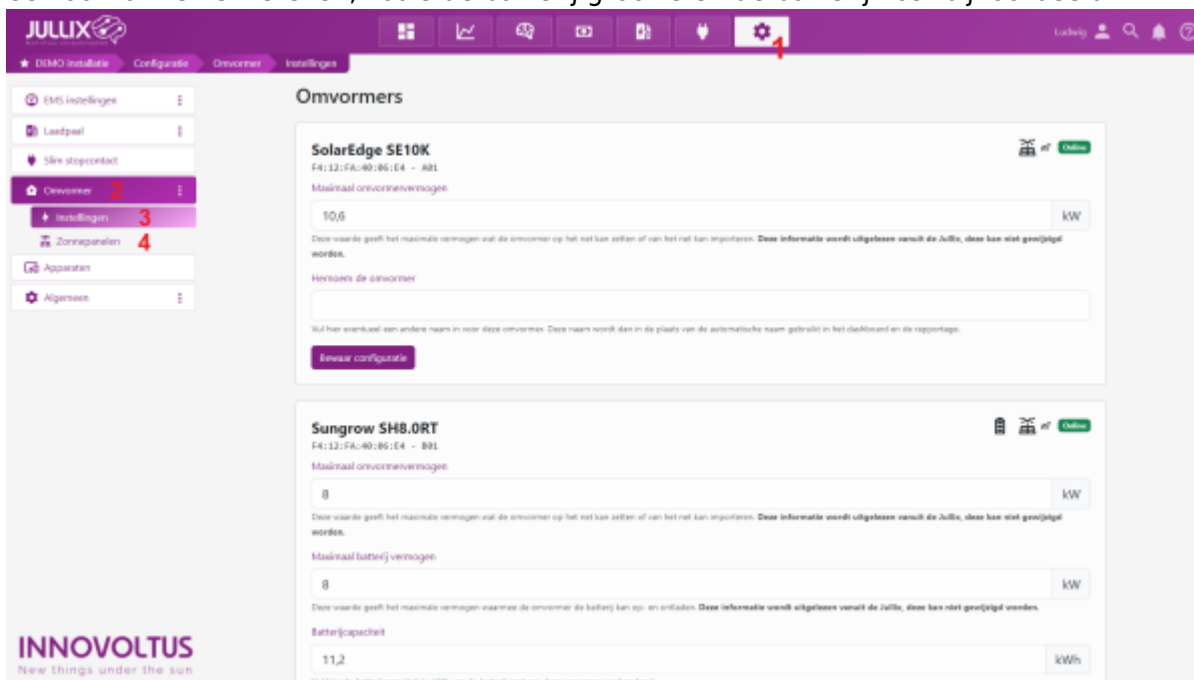 JULLIX
1
Ludwig
DEMO Installatie
Configuratie
Omvormer
Instellingen
EMS instellingen
Laadpaal
Slim stopcontact
Omvormer 2
Instellingen 3
Zonnepanelen 4
Apparaten
Algemeen
Omvormers
SolarEdge SE10K
Online
F4:12:FA:40:06:E4 - A01
Maximaal omvormervermogen
10,6 kW
Deze waarde geeft het maximale vermogen wat de omvormer op het net kan zetten of van het net kan importeren. Deze informatie wordt uitgelezen vanuit de Jullix, deze kan niet gewijzigd
worden.
Hernoem de omvormer
Vul hier eventueel een andere naam in voor deze omvormer. Deze naam wordt dan in de plaats van de automatische naam gebruikt in het dashboard en de rapportage.
Bewaar configuratie
Sungrow SH8.0RT
Online
F4:12:FA:40:06:E4 - B01
Maximaal omvormervermogen
8 kW
Deze waarde geeft het maximale vermogen wat de omvormer op het net kan zetten of van het net kan importeren. Deze informatie wordt uitgelezen vanuit de Jullix, deze kan niet gewijzigd
worden.
Maximaal batterij vermogen
8 kW
Deze waarde geeft het maximale vermogen waarmee de omvormer de batterij kan op- en ontladen. Deze informatie wordt uitgelezen vanuit de Jullix, deze kan niet gewijzigd worden.
Batterijcapaciteit
11,2 kWh
INNOVOLTUS
New things under the sun